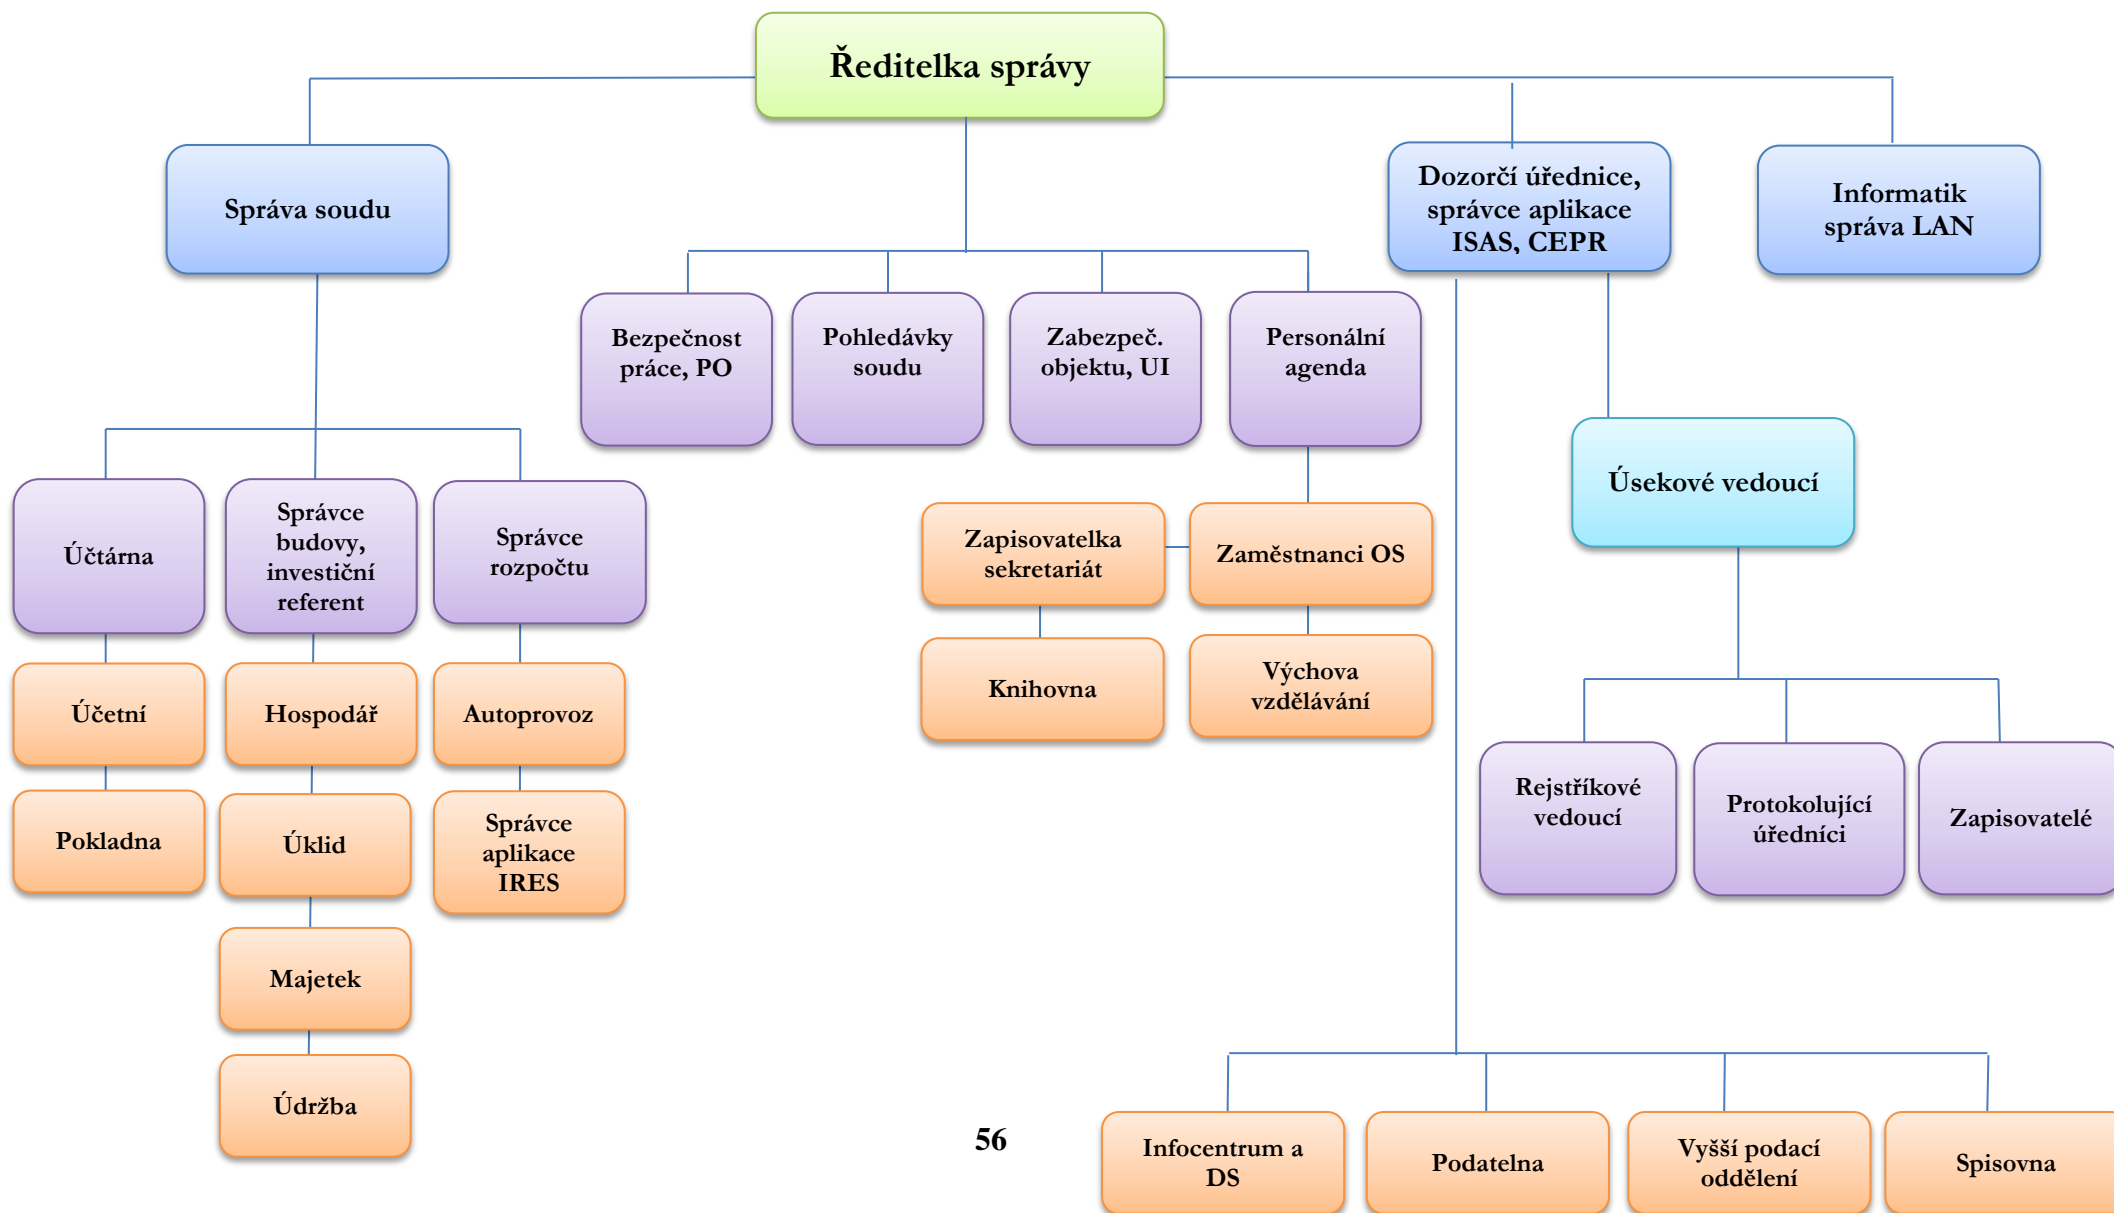 Ředitelka správy
Správa soudu
Dozorčí úřednice,
správce aplikace
ISAS, CEPR
Informatik
správa LAN
Bezpečnost
práce, PO
Pohledávky
soudu
Zabezpeč.
objektu, UI
Personální
agenda
Úsekové vedoucí
Účtárna
Správce
budovy,
investiční
referent
Správce
rozpočtu
Zapisovatelka
sekretariát
Zaměstnanci OS
Účetní
Hospodář
Autoprovoz
Knihovna
Výchova
vzdělávání
Pokladna
Úklid
Správce
aplikace
IRES
Rejstříkové
vedoucí
Protokolující
úředníci
Zapisovatelé
Majetek
Údržba
56
Infocentrum a
DS
Podatelna
Vyšší podací
oddělení
Spisovna